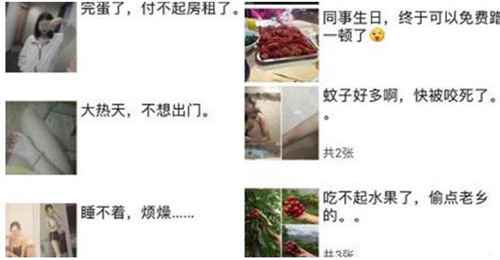 完蛋了，付不起房租了。
大热天，不想出门。
睡不着，烦燥……
同事生日，终于可以免费蹭
一顿了
蚊子好多啊，快被咬死了。
。
共2张
吃不起水果了，偷点老乡
的。。
共3张